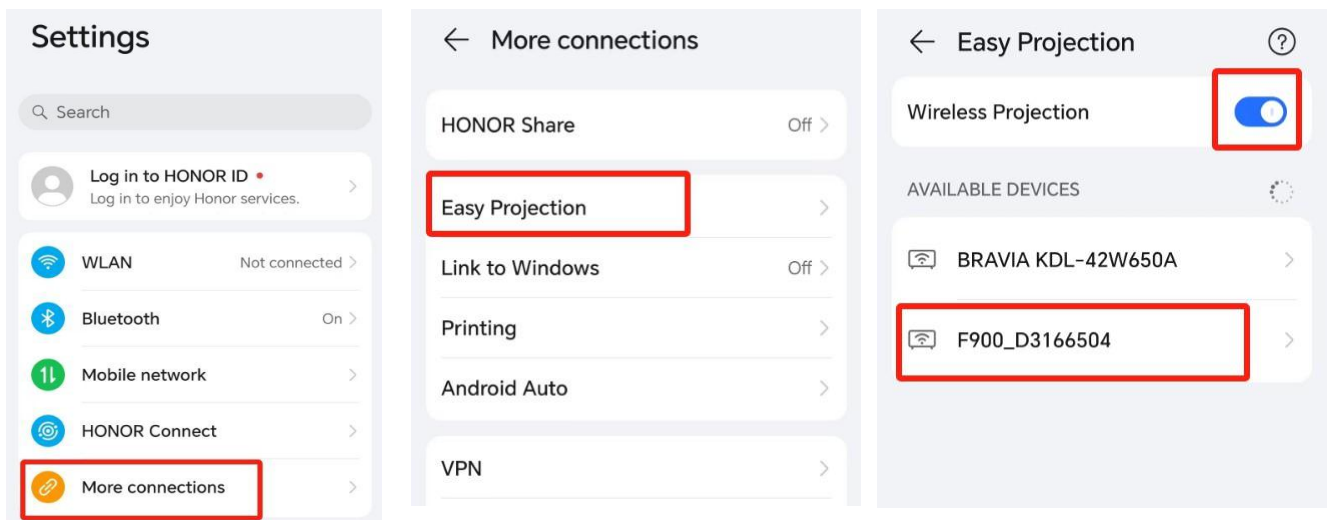 Settings
Search
Log in to HONOR ID
Log in to enjoy Honor services.
WLAN Not connected
Bluetooth On
Mobile network
HONOR Connect
More connections
More connections
HONOR Share Off
Easy Projection
Link to Windows Off
Printing
Android Auto
VPN
Easy Projection
Wireless Projection
AVAILABLE DEVICES
BRAVIA KDL-42W650A
F900_D3166504